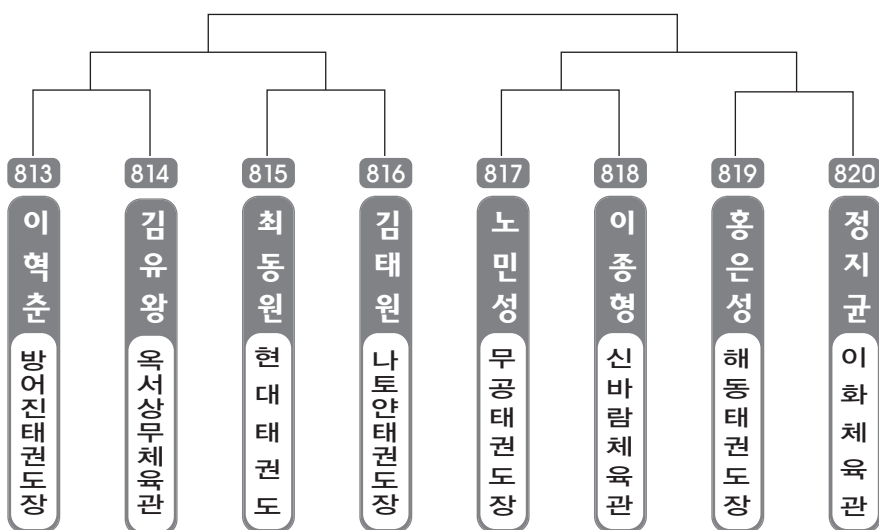 813
이혁춘
방어진태권도장
814
김유왕
옥서상무체육관
815
최동원
현대태권도
816
김태원
나토얀태권도장
817
노민성
무공태권도장
818
이종형
신바람체육관
819
홍은성
해동태권도장
820
정지균
이화체육관